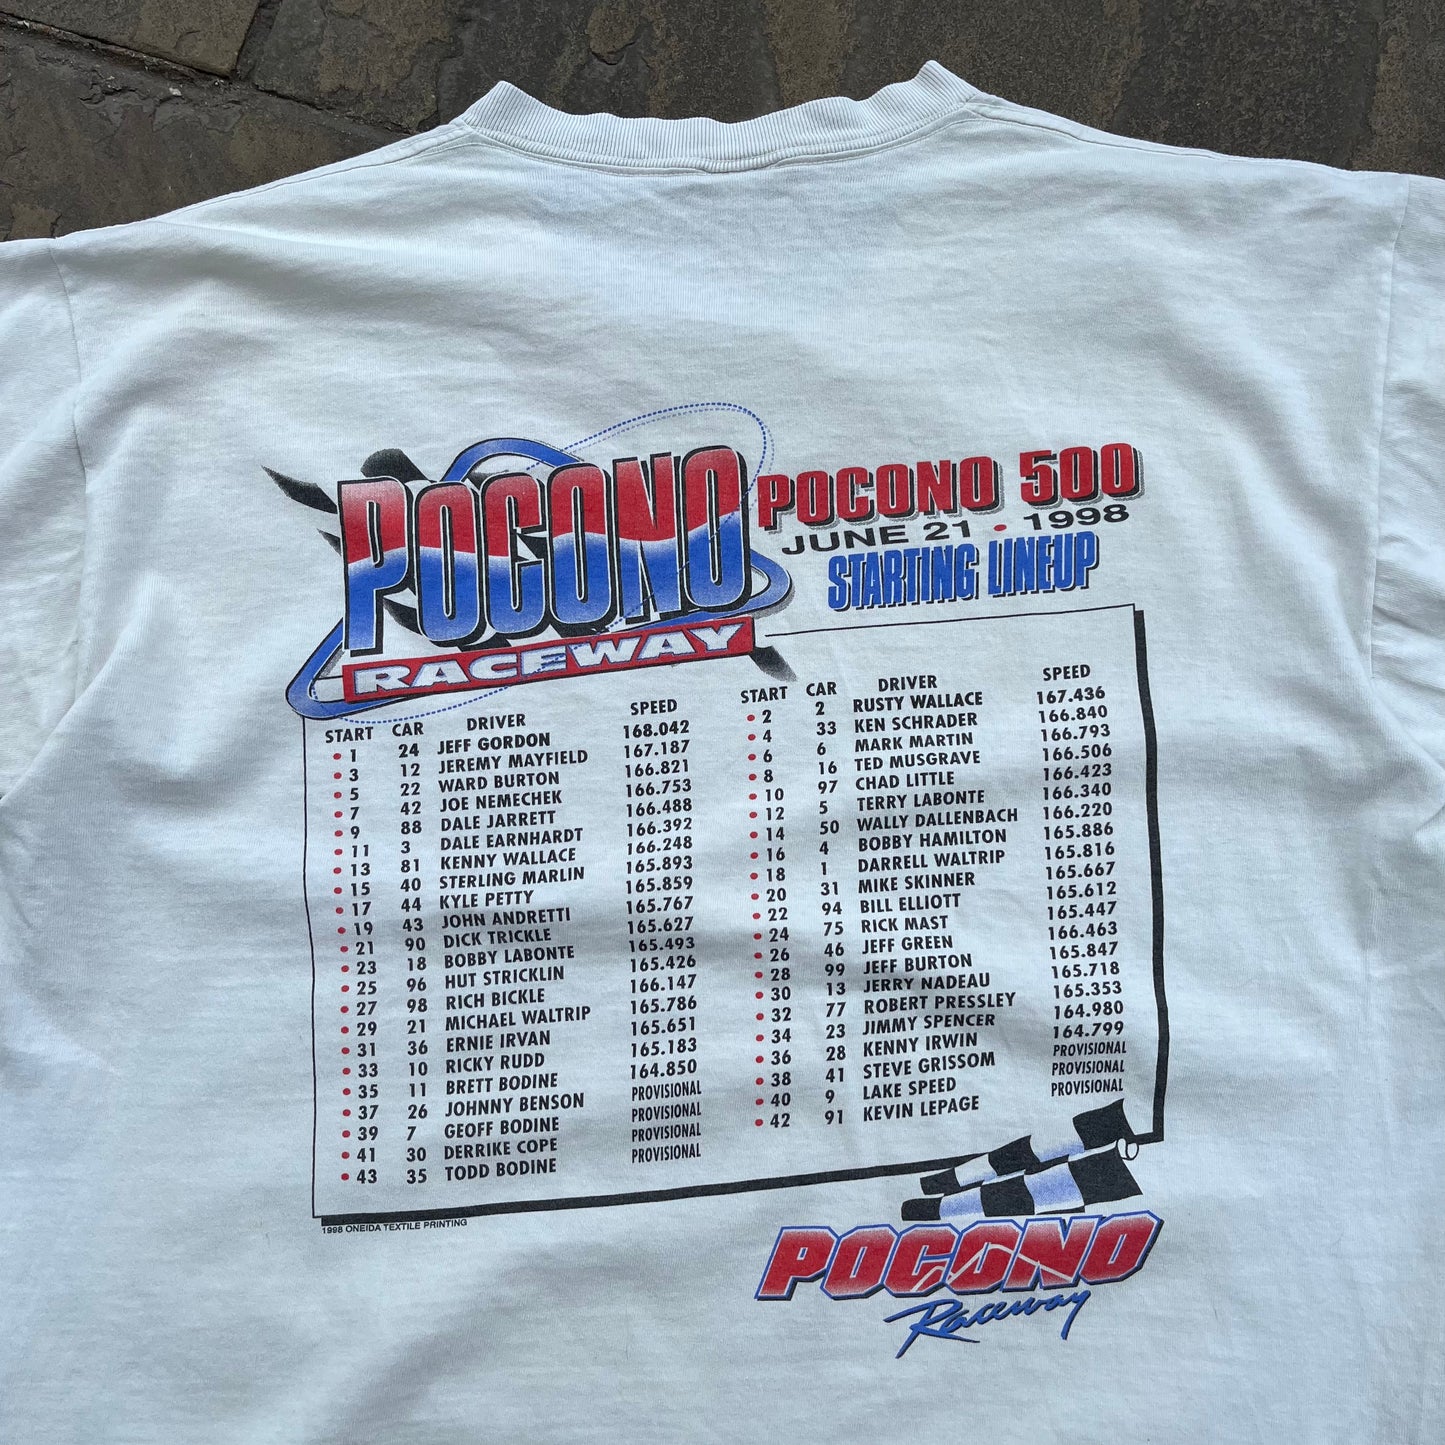 POCONO
RACEWAY
POCONO 500
JUNE 21 • 1998
STARTING LINEUP
START CAR DRIVER SPEED
• 1 24 JEFF GORDON 168.042
• 3 12 JEREMY MAYFIELD 167.187
• 5 22 WARD BURTON 166.821
• 7 42 JOE NEMECHEK 166.753
• 9 88 DALE JARRETT 166.488
• 11 3 DALE EARNHARDT 166.392
• 13 81 KENNY WALLACE 166.248
• 15 40 STERLING MARLIN 165.893
• 17 44 KYLE PETTY 165.859
• 19 43 JOHN ANDRETTI 165.767
• 21 90 DICK TRICKLE 165.627
• 23 18 BOBBY LABONTE 165.493
• 25 96 HUT STRICKLIN 165.426
• 27 98 RICH BICKLE 166.147
• 29 21 MICHAEL WALTRIP 165.786
• 31 36 ERNIE IRVAN 165.651
• 33 10 RICKY RUDD 165.183
• 35 11 BRETT BODINE 164.850
• 37 26 JOHNNY BENSON PROVISIONAL
• 39 7 GEOFF BODINE PROVISIONAL
• 41 30 DERRIKE COPE PROVISIONAL
• 43 35 TODD BODINE PROVISIONAL
START CAR DRIVER SPEED
• 2 2 RUSTY WALLACE 167.436
• 4 33 KEN SCHRADER 166.840
• 6 6 MARK MARTIN 166.793
• 8 16 TED MUSGRAVE 166.506
• 10 97 CHAD LITTLE 166.423
• 12 5 TERRY LABONTE 166.340
• 14 50 WALLY DALLENBACH 166.220
• 16 4 BOBBY HAMILTON 165.886
• 18 1 DARRELL WALTRIP 165.816
• 20 31 MIKE SKINNER 165.667
• 22 94 BILL ELLIOTT 165.612
• 24 75 RICK MAST 165.447
• 26 46 JEFF GREEN 166.463
• 28 99 JEFF BURTON 165.847
• 30 13 JERRY NADEAU 165.718
• 32 77 ROBERT PRESSLEY 165.353
• 34 23 JIMMY SPENCER 164.980
• 36 28 KENNY IRWIN 164.799
• 38 41 STEVE GRISSOM PROVISIONAL
• 40 9 LAKE SPEED PROVISIONAL
• 42 91 KEVIN LEPAGE PROVISIONAL
1998 ONEIDA TEXTILE PRINTING
POCONO
Raceway